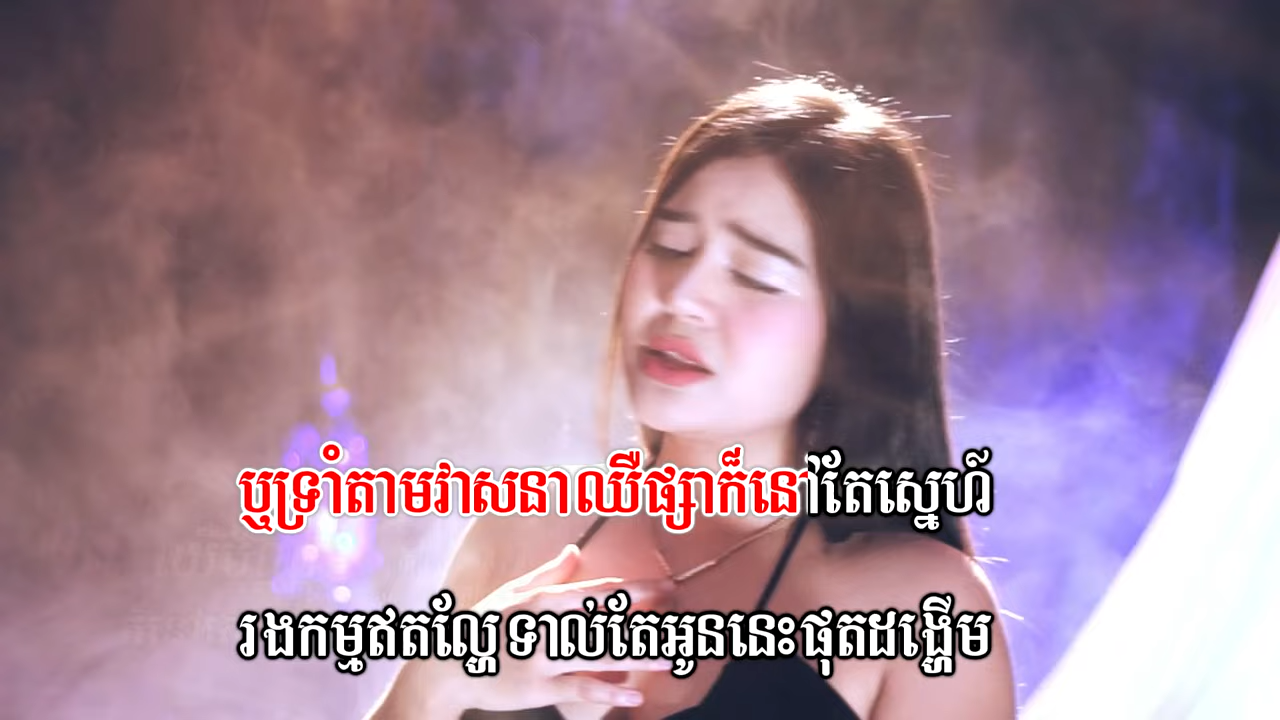 ឬទ្រាំតាមវាសនាឈឺផ្សាក៏នៅតែស្នេហ៍
រងកម្មឥតល្ហែ ទាល់តែអូននេះផុតដង្ហើម